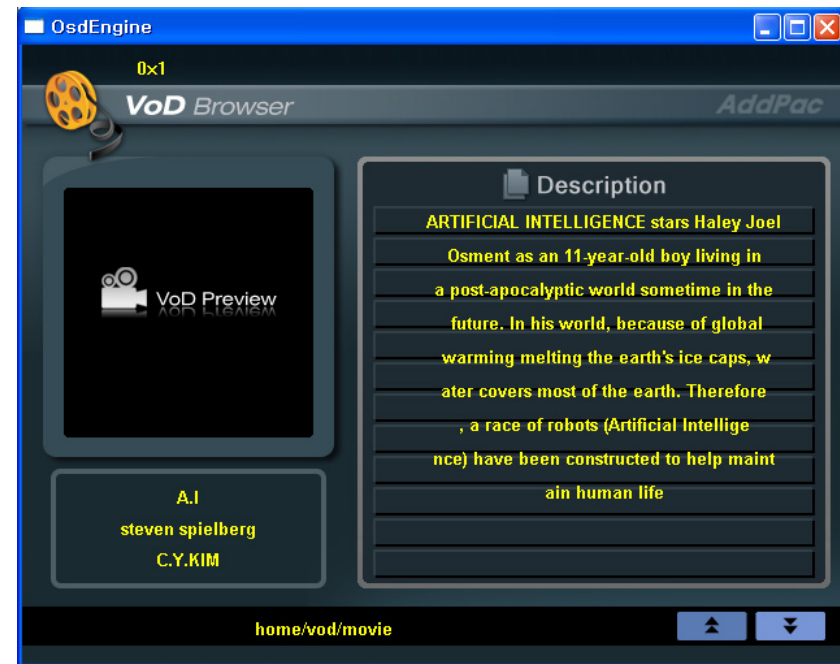 OsdEngine
0x1
VoD Browser
AddPac
VoD Preview
Description
ARTIFICIAL INTELLIGENCE stars Haley Joel
Osment as an 11-year-old boy living in
a post-apocalyptic world sometime in the
future. In his world, because of global
warming melting the earth's ice caps, w
ater covers most of the earth. Therefore
, a race of robots (Artificial Intellige
nce) have been constructed to help maint
ain human life
A.I
steven spielberg
C.Y.KIM
home/vod/movie